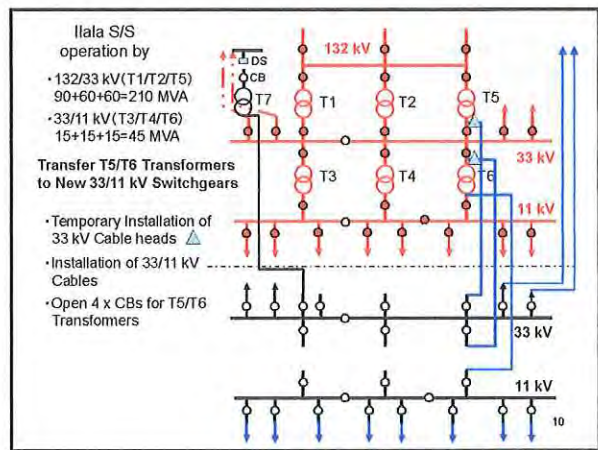 Ilala S/S
operation by
・132/33 kV(T1/T2/T5)
90+60+60=210 MVA
・33/11 kV(T3/T4/T6)
15+15+15=45 MVA
Transfer T5/T6 Transformers
to New 33/11 kV Switchgears
・Temporary Installation of
33 kV Cable heads
・Installation of 33/11 kV
Cables
・Open 4 x CBs for T5/T6
Transformers
132 kV
DS
CB
T7
T1
T2
T5
33 kV
T3
T4
T6
11 kV
33 kV
11 kV
10